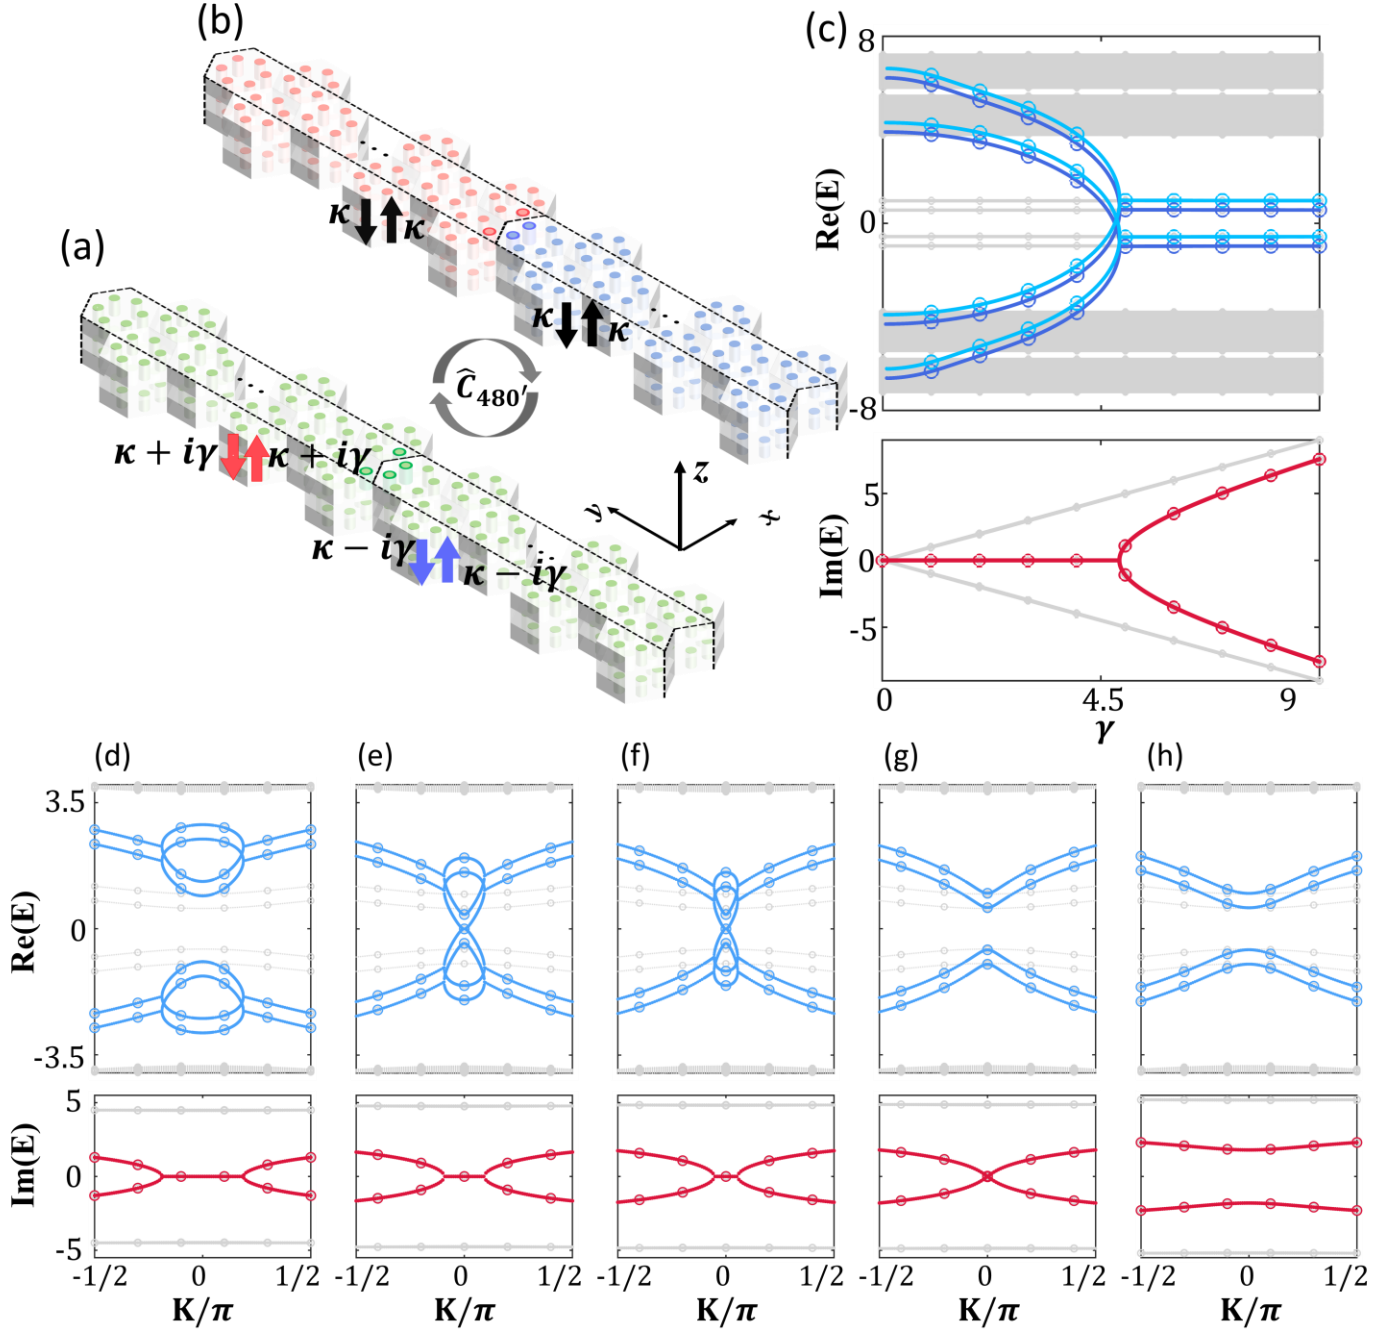 (b)
(c)
8
Re(E)
0
-8
κ κ
(a)
κ κ
Ĉ₄₈₀′
κ + iγ κ + iγ
κ − iγ κ − iγ
z
y
x
Im(E)
5
0
-5
0 4.5 9
γ
(d) (e) (f) (g) (h)
Re(E)
3.5
0
-3.5
Im(E)
5
0
-5
-1/2 0 1/2 -1/2 0 1/2 -1/2 0 1/2 -1/2 0 1/2 -1/2 0 1/2
K/π K/π K/π K/π K/π